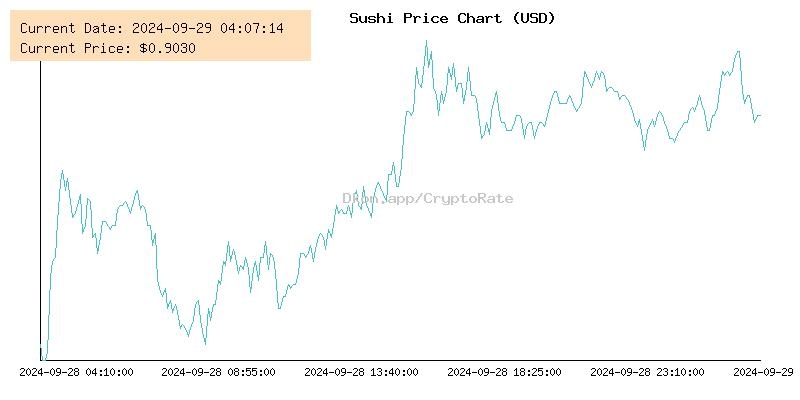 Sushi Price Chart (USD)
Current Date: 2024-09-29 04:07:14
Current Price: $0.9030
DRon.app/CryptoRate
2024-09-28 04:10:00 2024-09-28 08:55:00 2024-09-28 13:40:00 2024-09-28 18:25:00 2024-09-28 23:10:00 2024-09-29